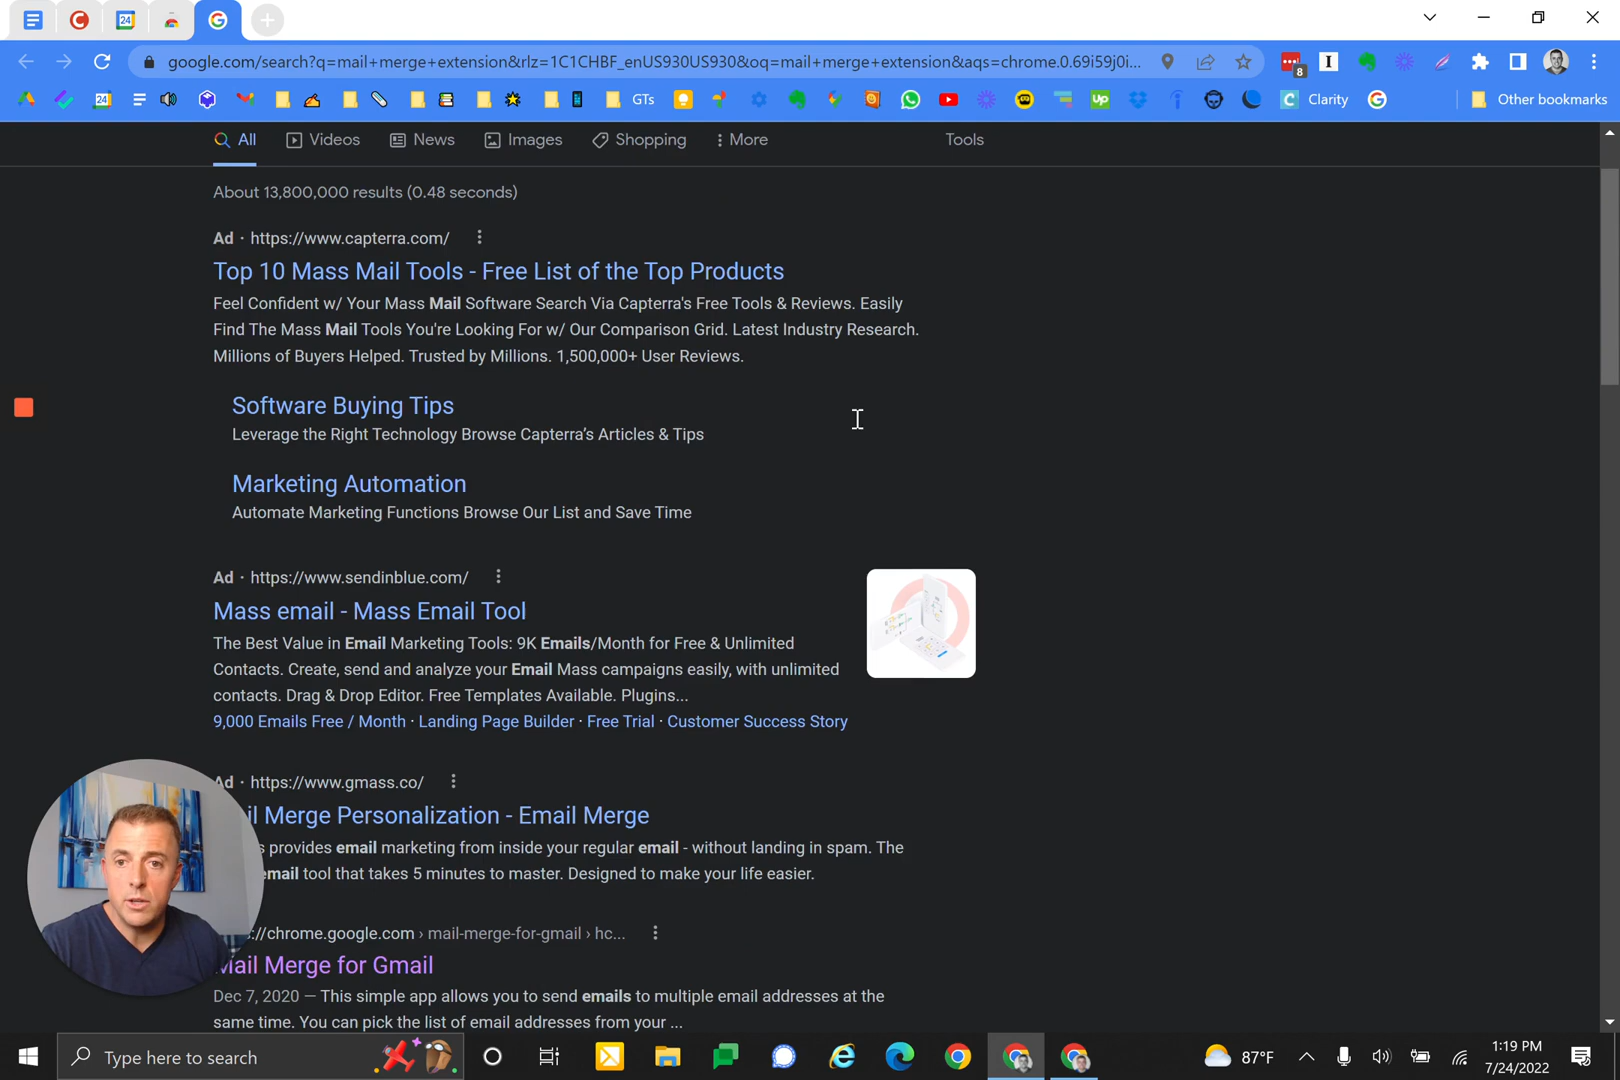 24
google.com/search?q=mail+merge+extension&rlz=1C1CHBF_enUS930US930&oq=mail+merge+extension&aqs=chrome.0.69i59j0i...
8
24
GTs
Up
Clarity
Other bookmarks
All
Videos
News
Images
Shopping
More
Tools
About 13,800,000 results (0.48 seconds)
Ad · https://www.capterra.com/
Top 10 Mass Mail Tools - Free List of the Top Products
Feel Confident w/ Your Mass Mail Software Search Via Capterra's Free Tools & Reviews. Easily
Find The Mass Mail Tools You're Looking For w/ Our Comparison Grid. Latest Industry Research.
Millions of Buyers Helped. Trusted by Millions. 1,500,000+ User Reviews.
Software Buying Tips
Leverage the Right Technology Browse Capterra's Articles & Tips
Marketing Automation
Automate Marketing Functions Browse Our List and Save Time
Ad · https://www.sendinblue.com/
Mass email - Mass Email Tool
The Best Value in Email Marketing Tools: 9K Emails/Month for Free & Unlimited
Contacts. Create, send and analyze your Email Mass campaigns easily, with unlimited
contacts. Drag & Drop Editor. Free Templates Available. Plugins...
9,000 Emails Free / Month · Landing Page Builder · Free Trial · Customer Success Story
Ad · https://www.gmass.co/
il Merge Personalization - Email Merge
s provides email marketing from inside your regular email - without landing in spam. The
email tool that takes 5 minutes to master. Designed to make your life easier.
://chrome.google.com › mail-merge-for-gmail › hc...
Mail Merge for Gmail
Dec 7, 2020 — This simple app allows you to send emails to multiple email addresses at the
same time. You can pick the list of email addresses from your ...
Type here to search
87°F
1:19 PM
7/24/2022